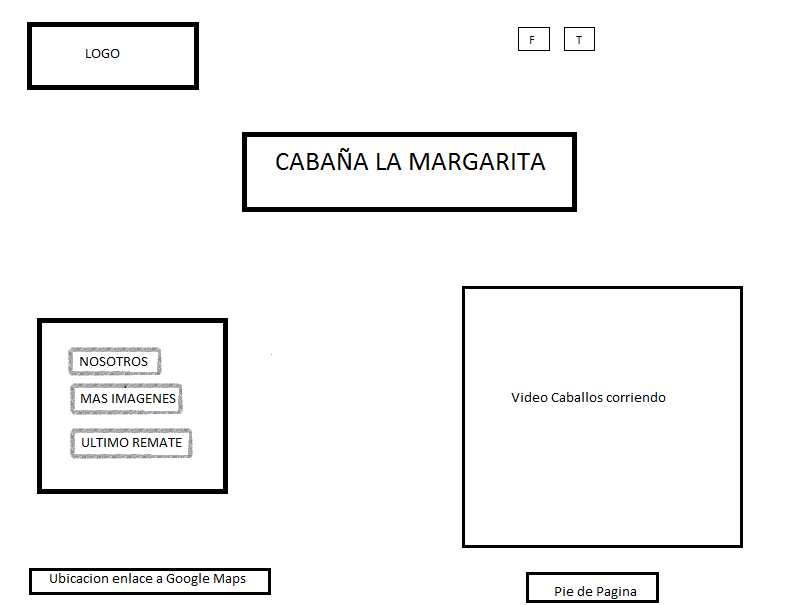 LOGO
F
T
CABAÑA LA MARGARITA
NOSOTROS
MAS IMAGENES
ULTIMO REMATE
Video Caballos corriendo
Ubicacion enlace a Google Maps
Pie de Pagina